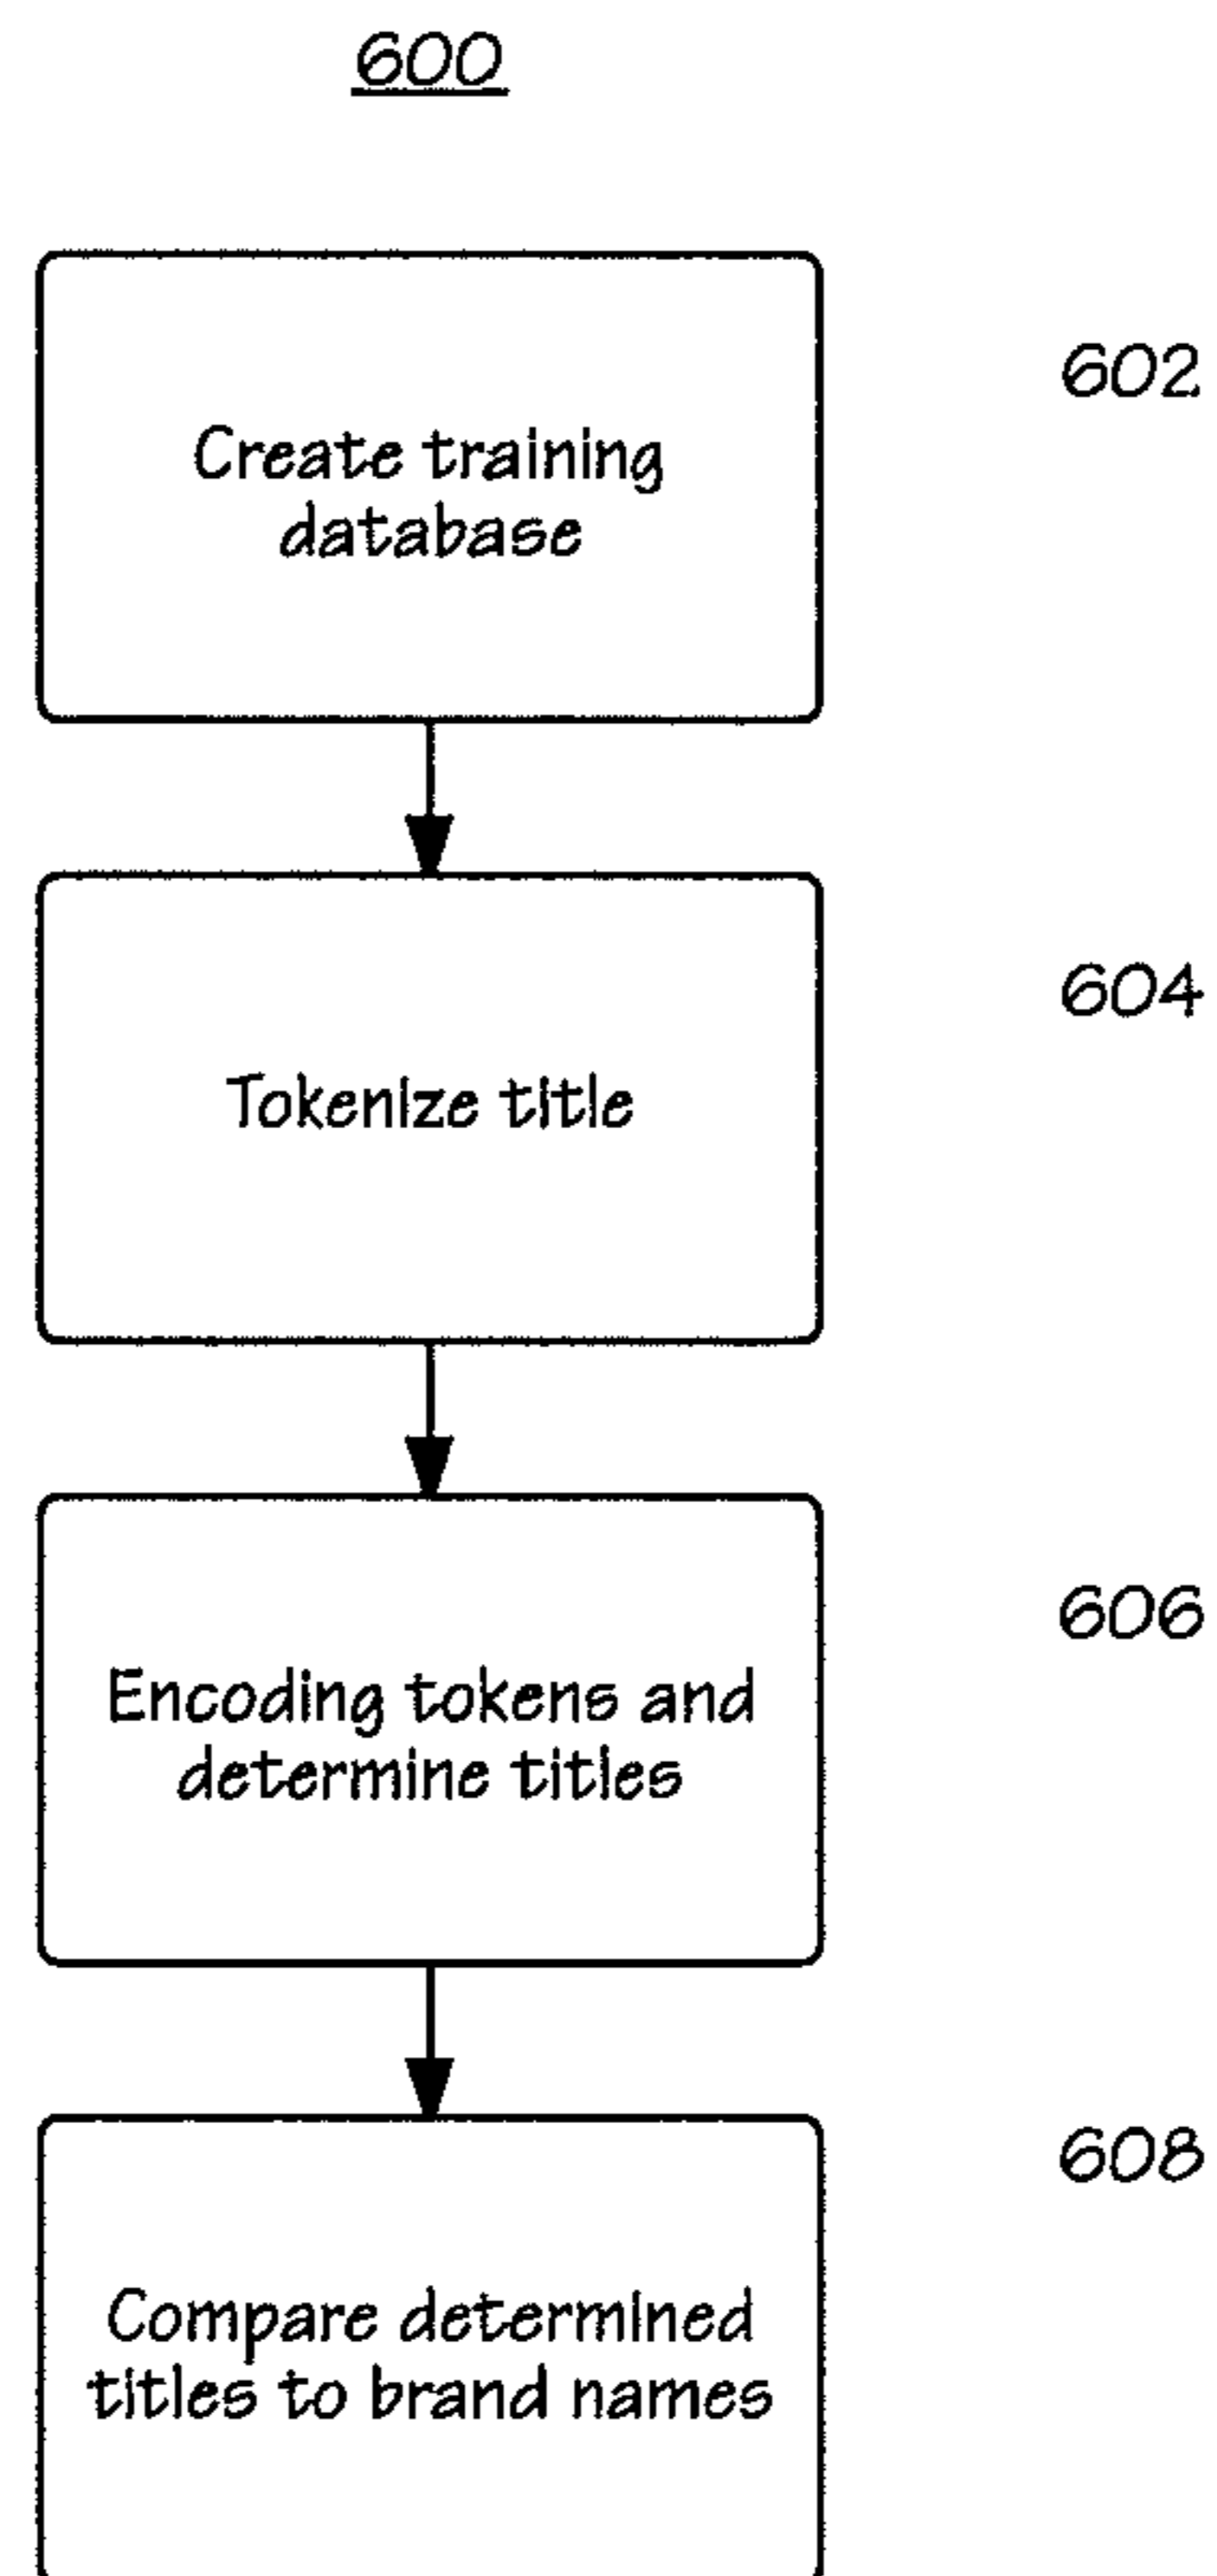 600
Create training
database
602
Tokenize title
604
Encoding tokens and
determine titles
606
Compare determined
titles to brand names
608